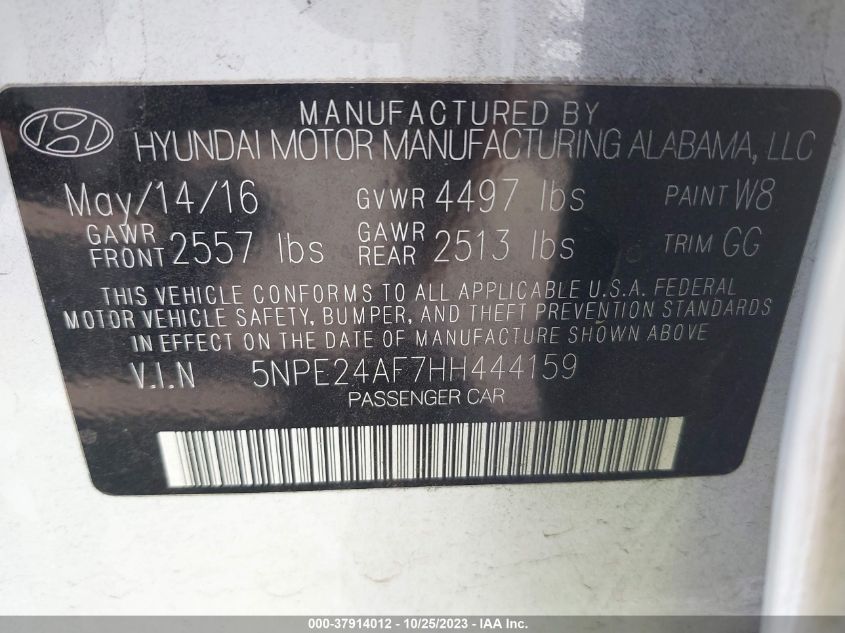 MANUFACTURED BY
HYUNDAI MOTOR MANUFACTURING ALABAMA, LLC
May/14/16 GVWR 4497 lbs PAINT W8
GAWR FRONT 2557 lbs GAWR REAR 2513 lbs TRIM GG
THIS VEHICLE CONFORMS TO ALL APPLICABLE U.S.A. FEDERAL
MOTOR VEHICLE SAFETY, BUMPER, AND THEFT PREVENTION STANDARDS
IN EFFECT ON THE DATE OF MANUFACTURE SHOWN ABOVE
V.I.N 5NPE24AF7HH444159
PASSENGER CAR
000-37914012 - 10/25/2023 - IAA Inc.